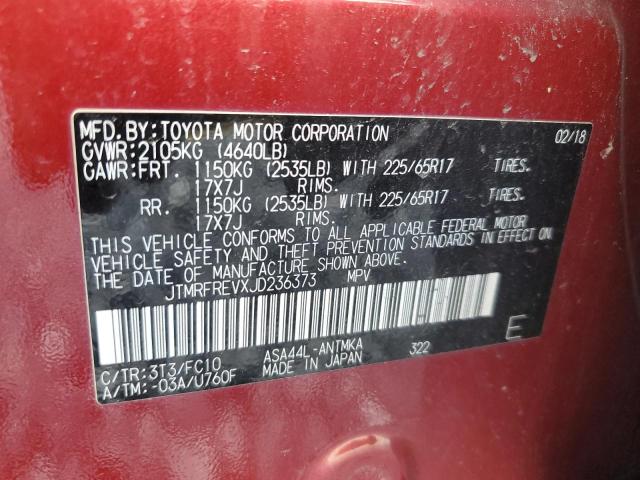 MFD. BY: TOYOTA MOTOR CORPORATION 02/18
GVWR: 2105KG (4640LB)
GAWR: FRT. 1150KG (2535LB) WITH 225/65R17 TIRES.
17X7J RIMS.
RR. 1150KG (2535LB) WITH 225/65R17 TIRES.
17X7J RIMS.
THIS VEHICLE CONFORMS TO ALL APPLICABLE FEDERAL MOTOR
VEHICLE SAFETY AND THEFT PREVENTION STANDARDS IN EFFECT ON
THE DATE OF MANUFACTURE SHOWN ABOVE.
JTMRFREVXJD236373 MPV
E
C/TR: 3T3/FC10 ASA44L-ANTMKA 322
A/TM: -03A/U760F MADE IN JAPAN